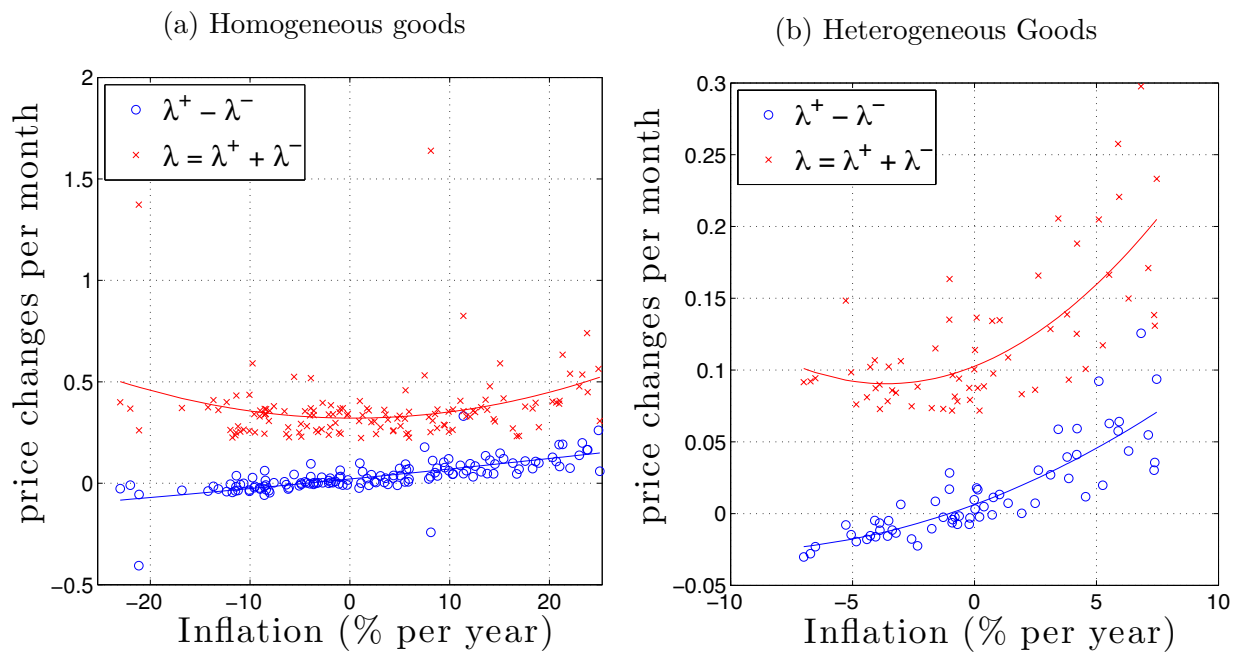 (a) Homogeneous goods
price changes per month
2
1.5
1
0.5
0
−0.5
λ⁺ − λ⁻
λ = λ⁺ + λ⁻
−20
−10
0
10
20
Inflation (% per year)
(b) Heterogeneous Goods
price changes per month
0.3
0.25
0.2
0.15
0.1
0.05
0
−0.05
λ⁺ − λ⁻
λ = λ⁺ + λ⁻
−10
−5
0
5
10
Inflation (% per year)